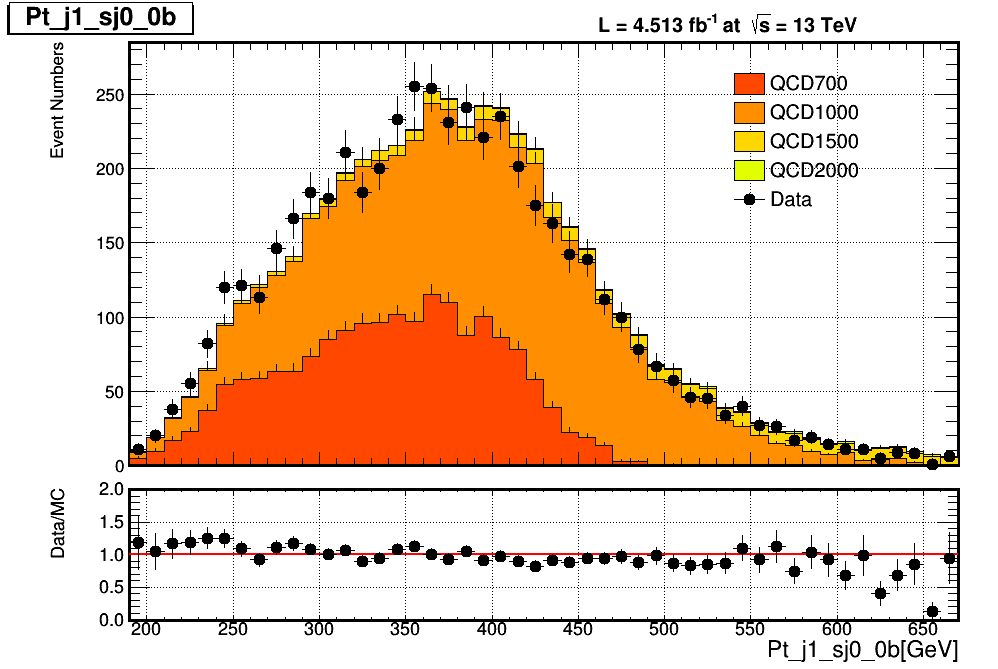 Pt_j1_sj0_0b
L = 4.513 fb⁻¹ at √s = 13 TeV
Event Numbers
250
200
150
100
50
0
QCD700
QCD1000
QCD1500
QCD2000
Data
Data/MC
2.0
1.5
1.0
0.5
0.0
200 250 300 350 400 450 500 550 600 650
Pt_j1_sj0_0b[GeV]